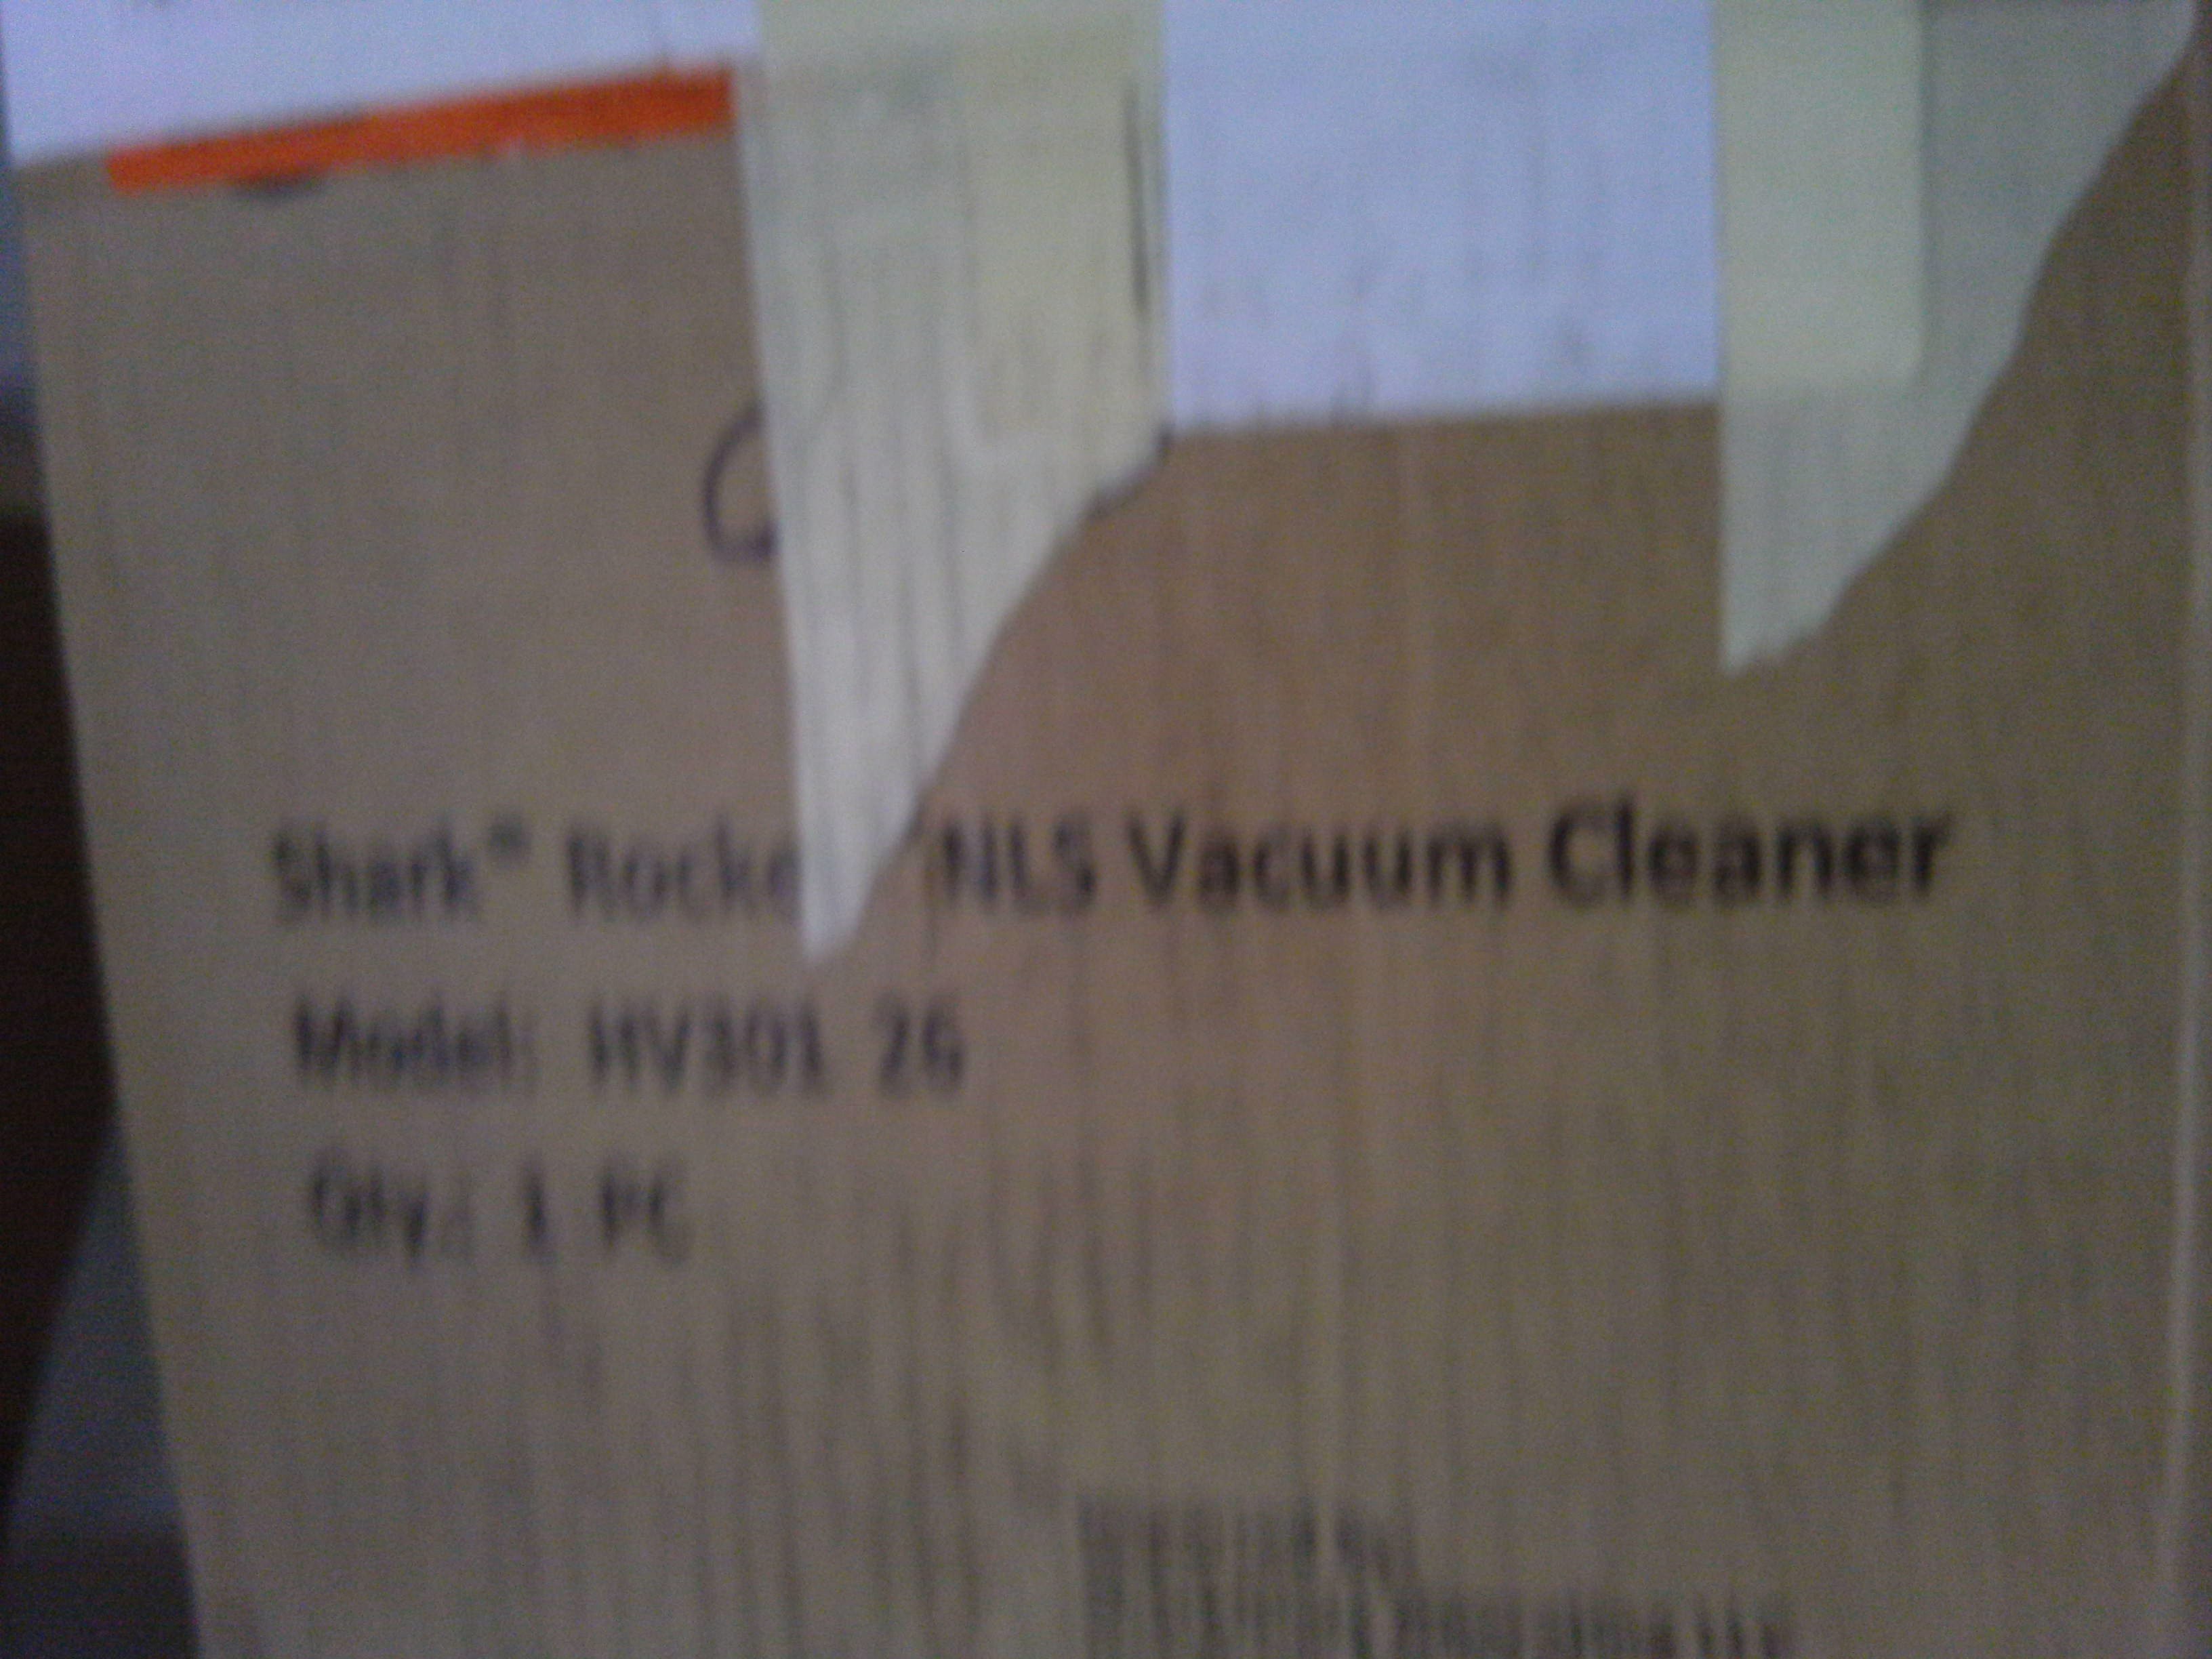 Shark® Rocke NLS Vacuum Cleaner
Model: HV301 26
Qty.: 1 PC